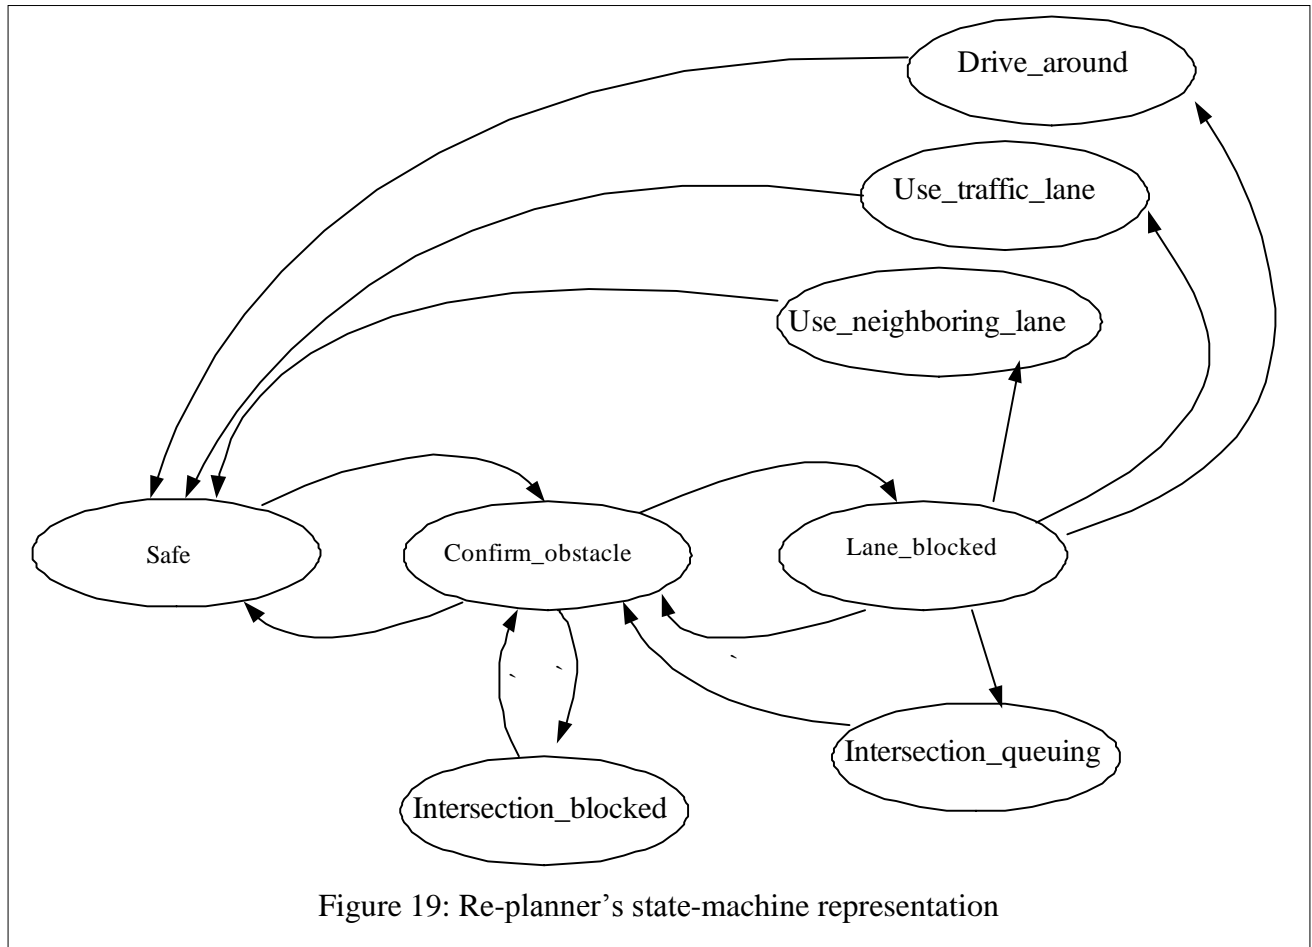 Drive_around
Use_traffic_lane
Use_neighboring_lane
Safe
Confirm_obstacle
Lane_blocked
Intersection_queuing
Intersection_blocked
Figure 19: Re-planner’s state-machine representation